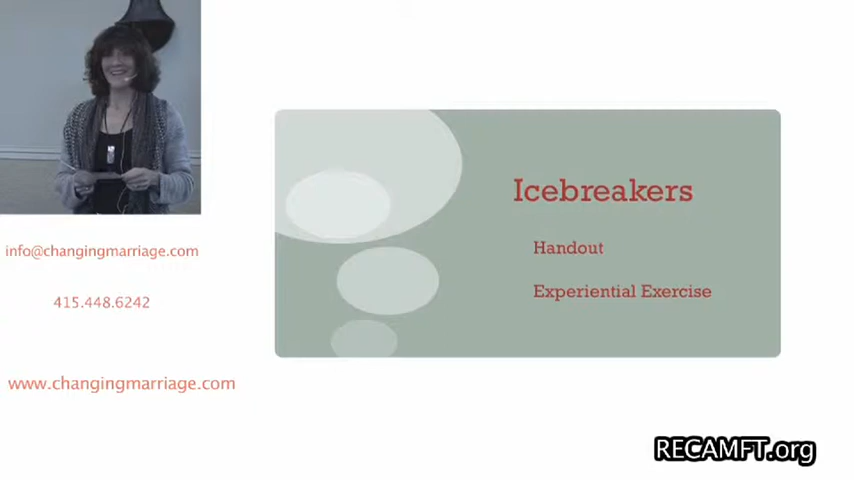 info@changingmarriage.com
415.448.6242
www.changingmarriage.com
Icebreakers
Handout
Experiential Exercise
RECAMFT.org